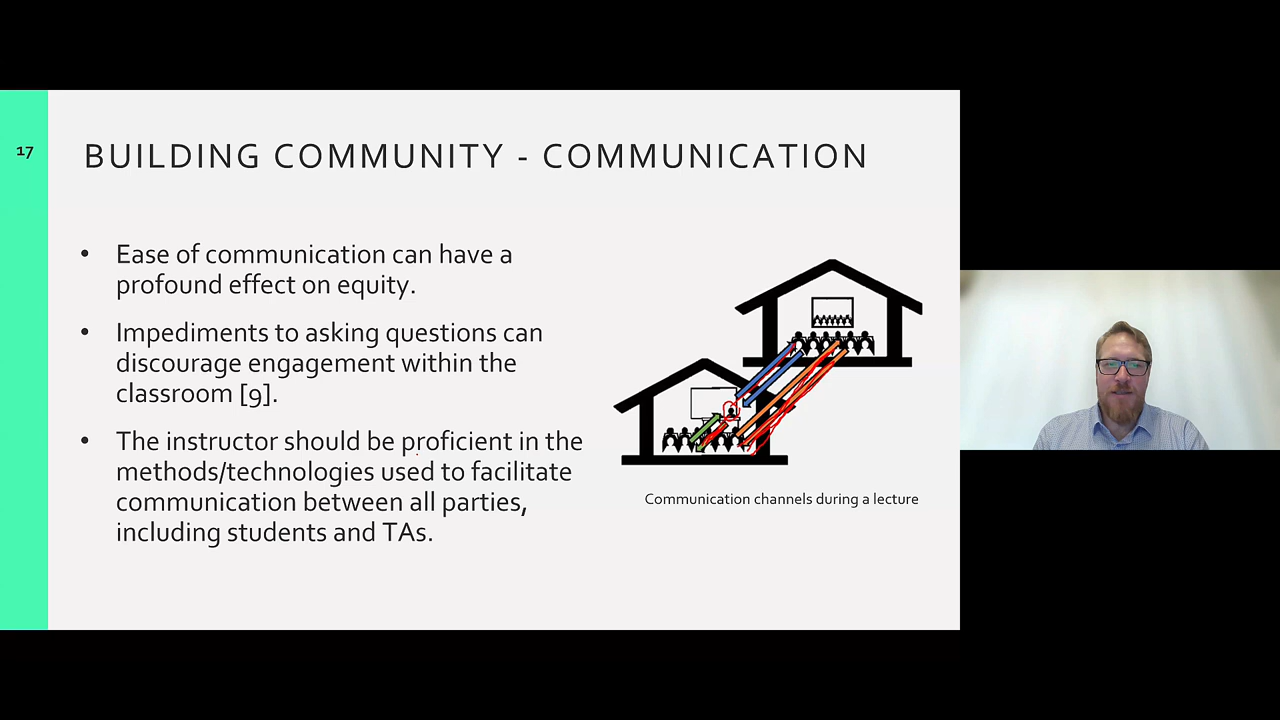 17
BUILDING COMMUNITY - COMMUNICATION
• Ease of communication can have a
profound effect on equity.
• Impediments to asking questions can
discourage engagement within the
classroom [9].
• The instructor should be proficient in the
methods/technologies used to facilitate
communication between all parties,
including students and TAs.
Communication channels during a lecture